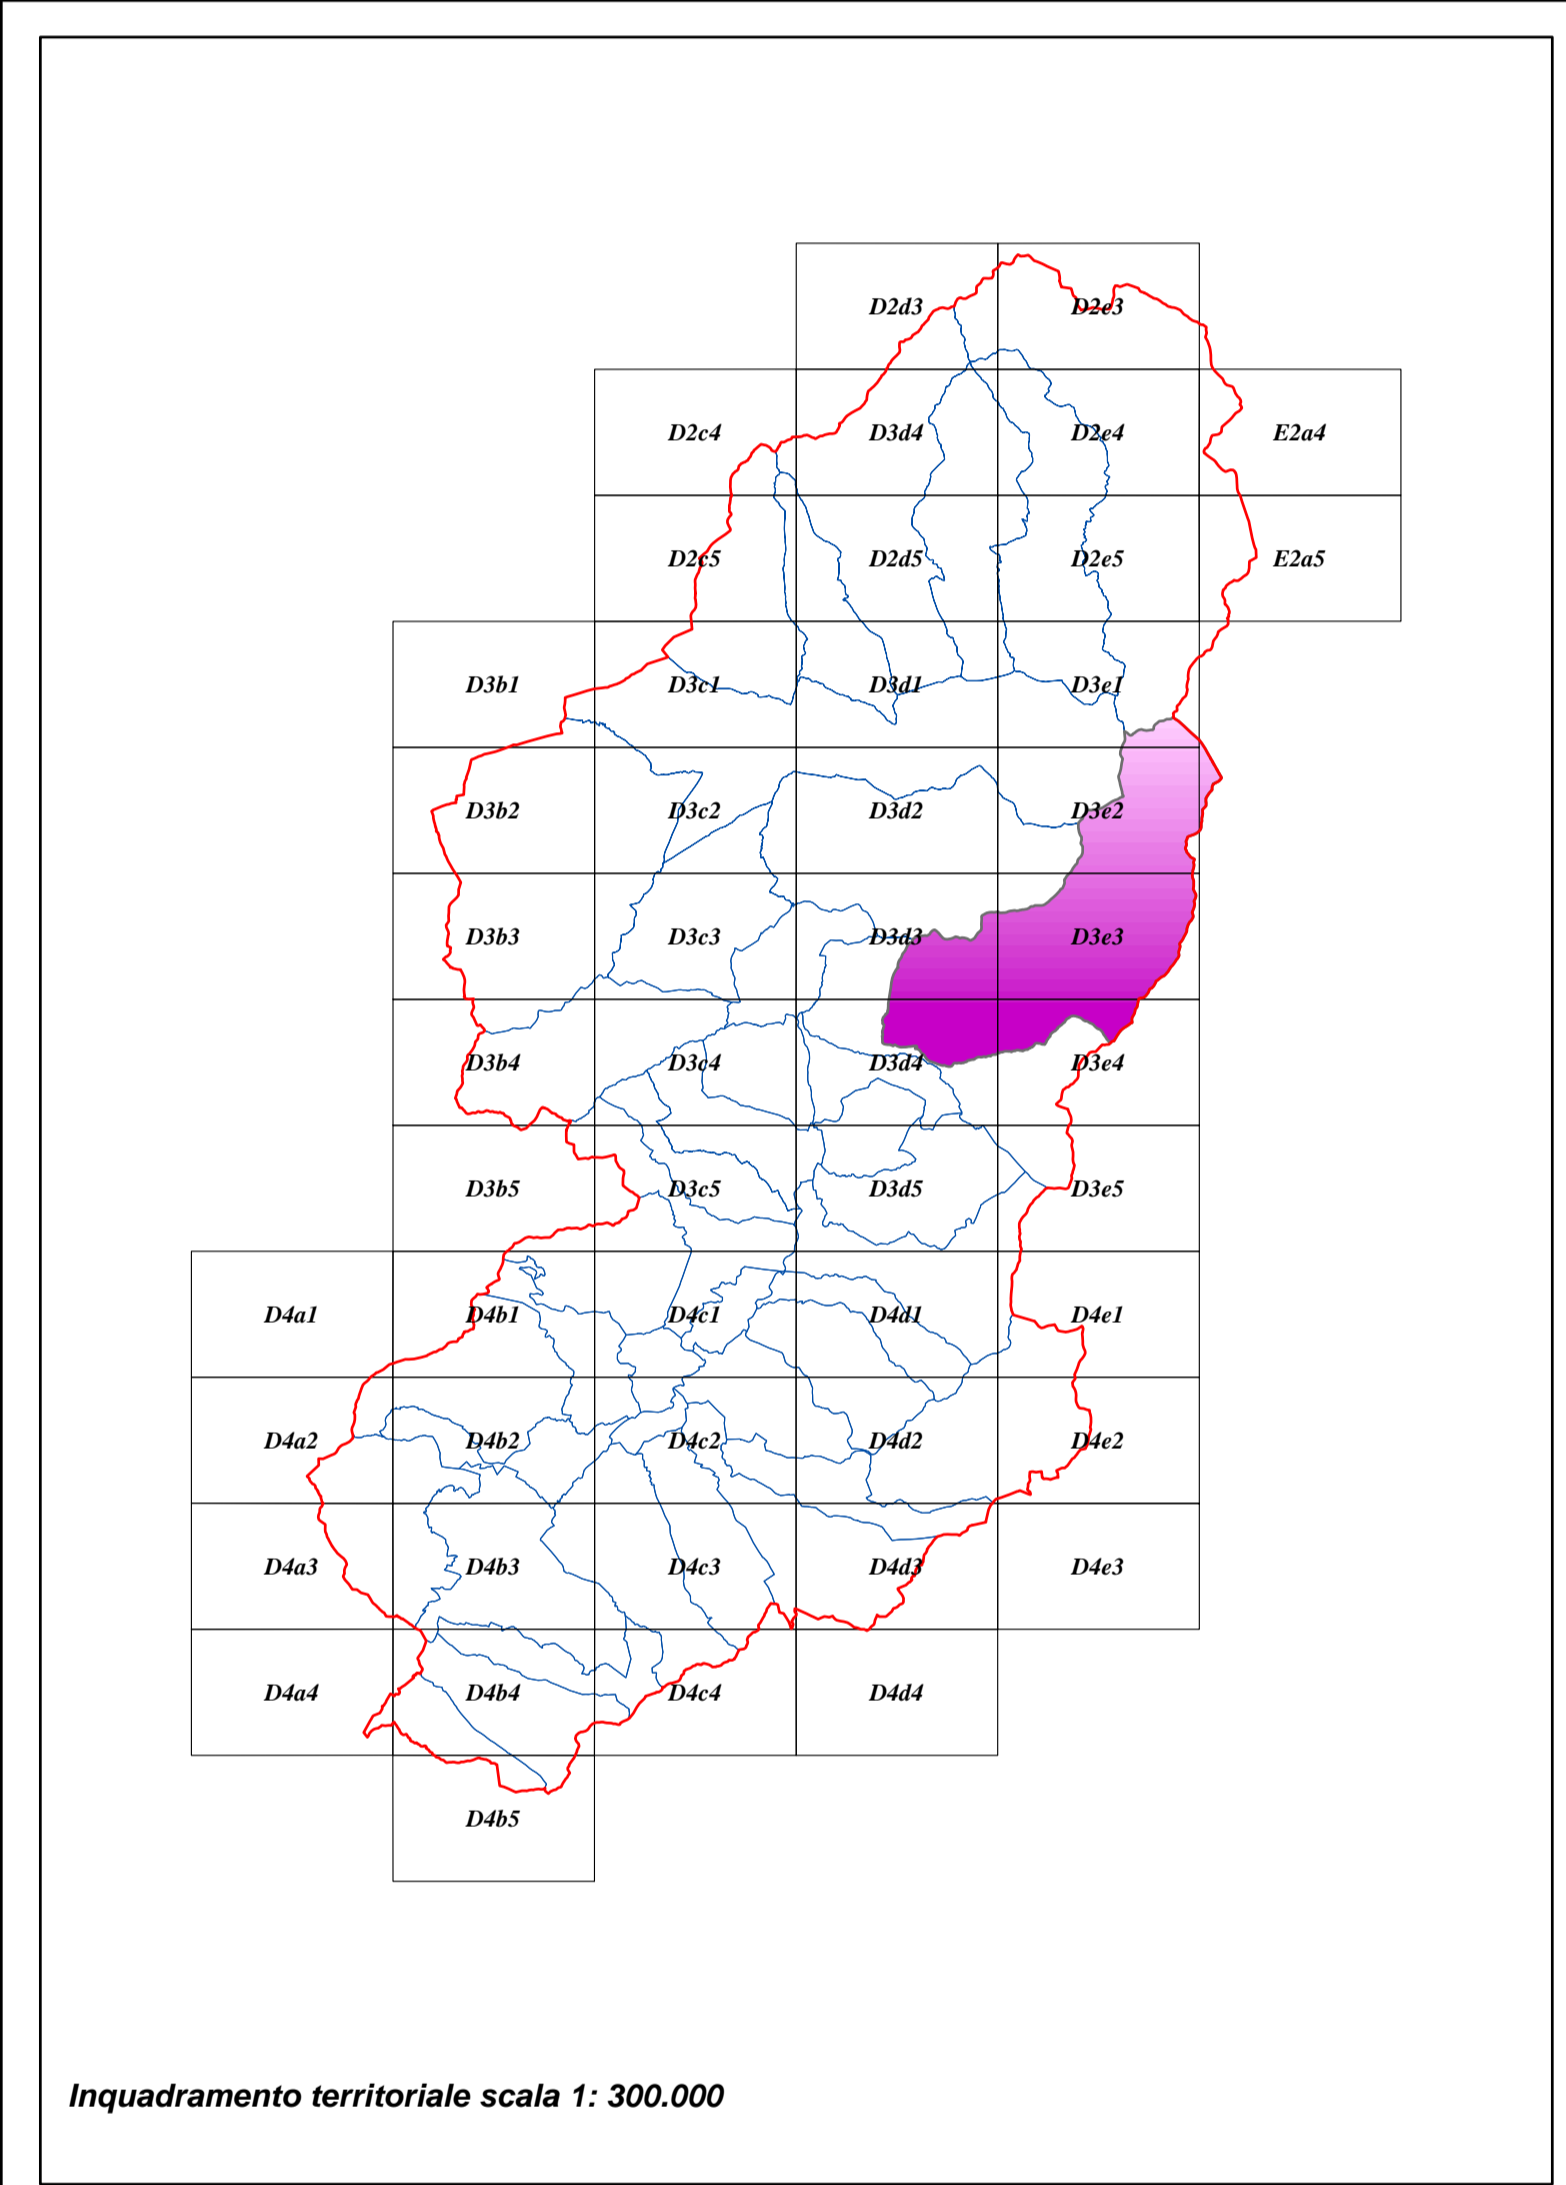 D2d3 D2e3
D2c4 D3d4 D2e4 E2a4
D2c5 D2d5 D2e5 E2a5
D3b1 D3c1 D3d1 D3e1
D3b2 D3c2 D3d2 D3e2
D3b3 D3c3 D3d3 D3e3
D3b4 D3c4 D3d4 D3e4
D3b5 D3c5 D3d5 D3e5
D4a1 D4b1 D4c1 D4d1 D4e1
D4a2 D4b2 D4c2 D4d2 D4e2
D4a3 D4b3 D4c3 D4d3 D4e3
D4a4 D4b4 D4c4 D4d4
D4b5
Inquadramento territoriale scala 1: 300.000